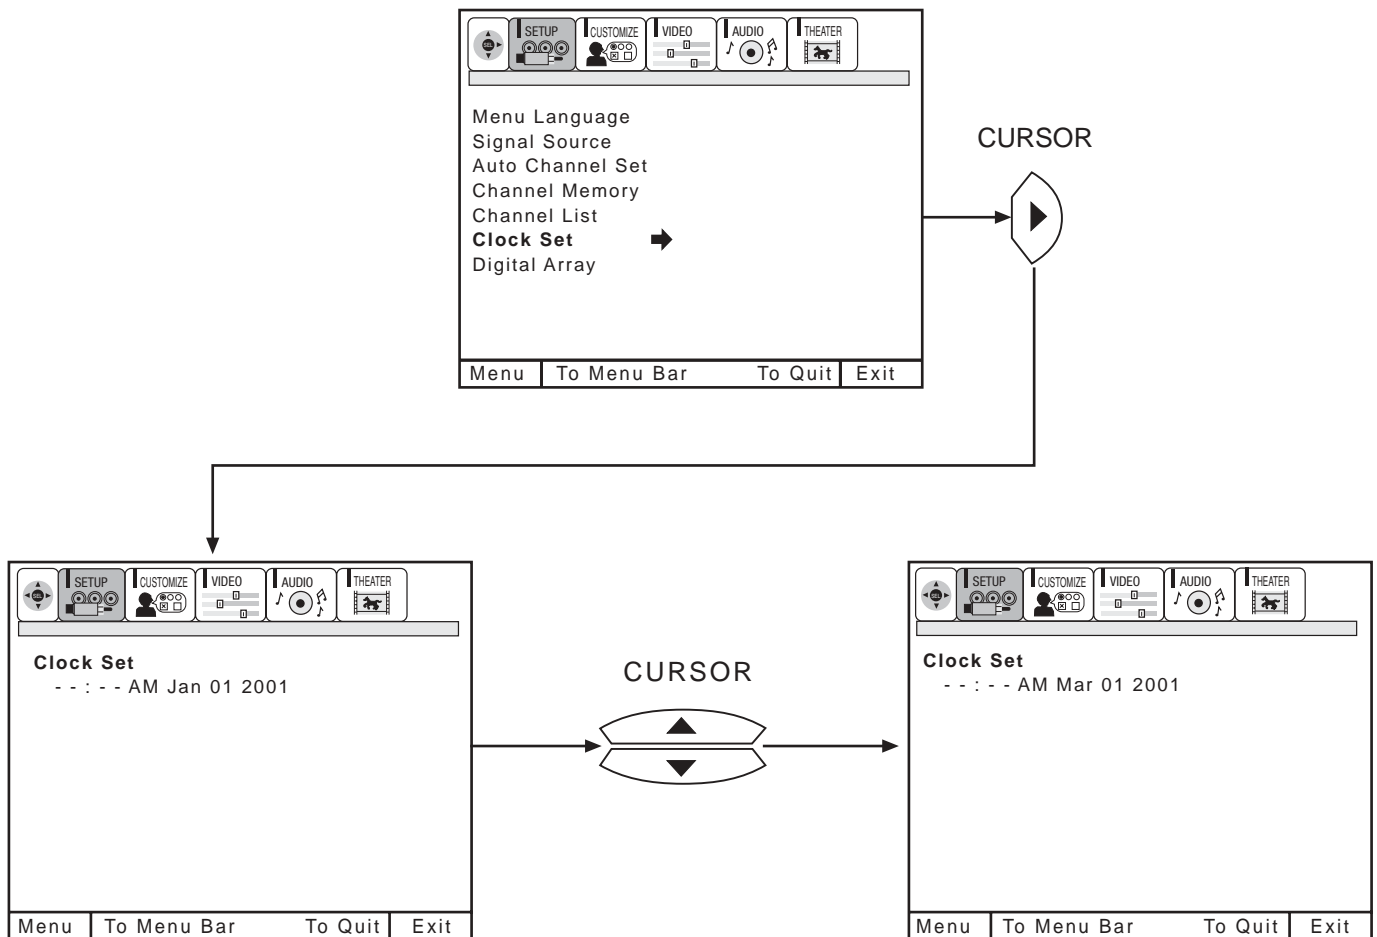 SETUP CUSTOMIZE VIDEO AUDIO THEATER
SEL
Menu Language
Signal Source
Auto Channel Set
Channel Memory
Channel List
Clock Set
Digital Array
Menu To Menu Bar To Quit Exit
CURSOR
SETUP CUSTOMIZE VIDEO AUDIO THEATER
SEL
Clock Set
- - : - - AM Jan 01 2001
Menu To Menu Bar To Quit Exit
CURSOR
SETUP CUSTOMIZE VIDEO AUDIO THEATER
SEL
Clock Set
- - : - - AM Mar 01 2001
Menu To Menu Bar To Quit Exit